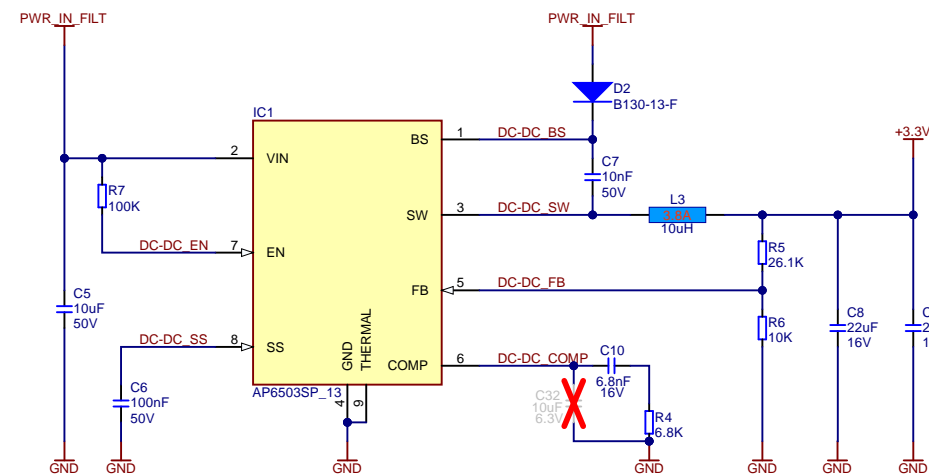 PWR_IN_FILT
PWR_IN_FILT
D2
B130-13-F
IC1
BS
1
DC-DC_BS
+3.3V
2
VIN
C7
10nF
50V
R7
100K
SW
3
DC-DC_SW
L3
3.8A
10uH
DC-DC_EN
7
EN
R5
26.1K
FB
5
DC-DC_FB
C5
10uF
50V
R6
10K
C8
22uF
16V
C
2
1
DC-DC_SS
8
SS
GND
THERMAL
COMP
6
DC-DC_COMP
C10
6.8nF
16V
C6
100nF
50V
AP6503SP_13
4
9
C32
10uF
6.3V
R4
6.8K
GND
GND
GND
GND
GND
GND
GND